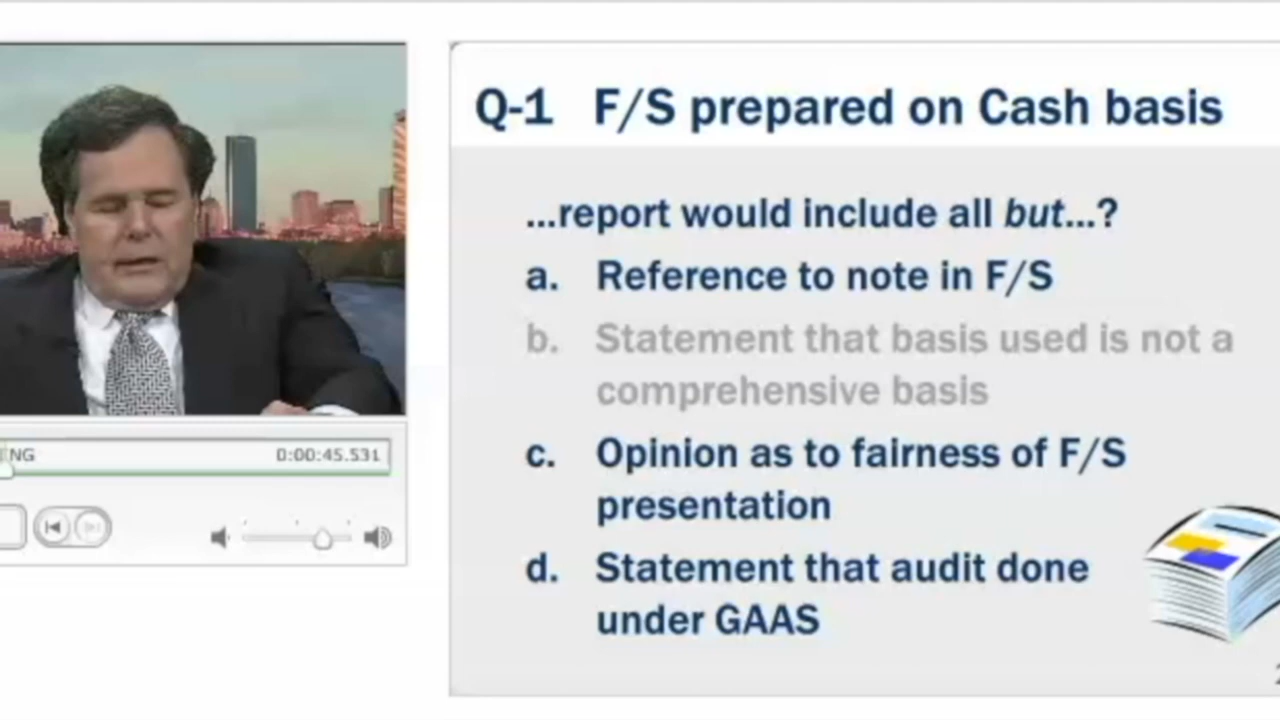 Q-1 F/S prepared on Cash basis
...report would include all but...?
a. Reference to note in F/S
b. Statement that basis used is not a
comprehensive basis
c. Opinion as to fairness of F/S
presentation
d. Statement that audit done
under GAAS
NG 0:00:45.531